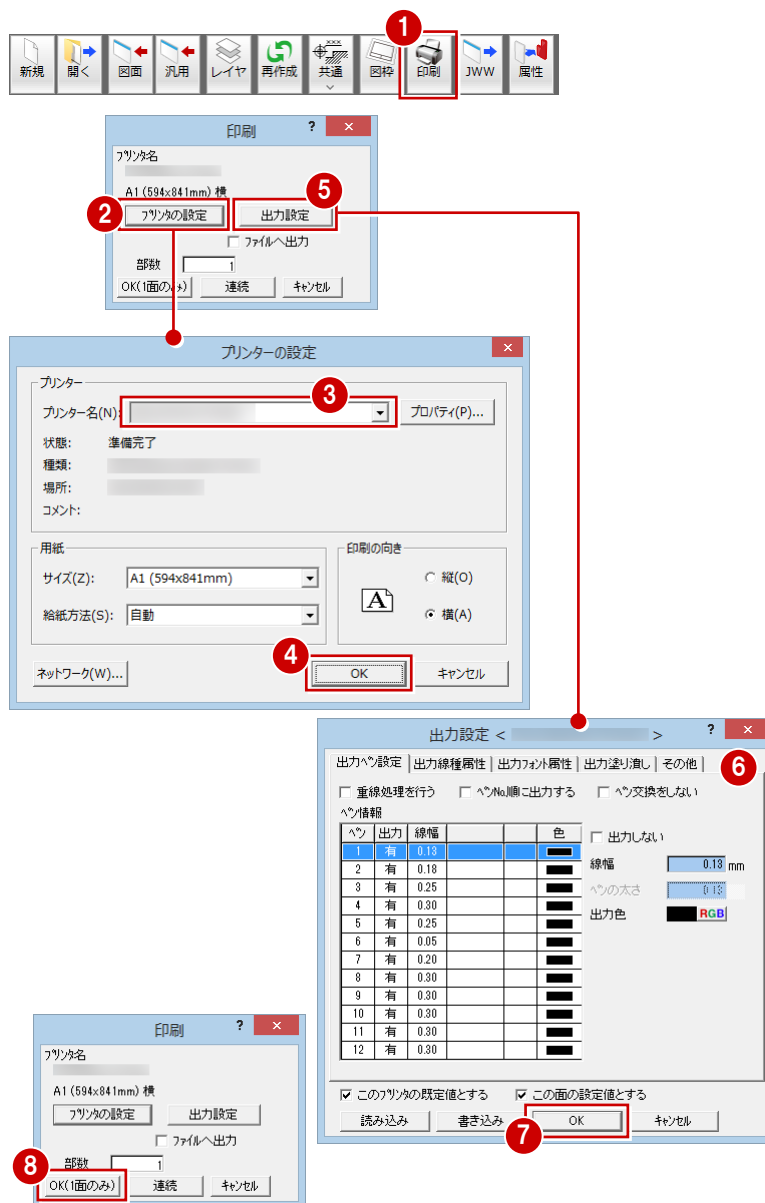 1
新規 開く 図面 汎用 レイヤ 再作成 共通 図枠 印刷 JWW 属性
印刷 ? ×
プリンタ名
A1 (594x841mm) 横
2 プリンタの設定 5 出力設定
ファイルへ出力
部数 1
OK(1面のみ) 連続 キャンセル
プリンターの設定 ×
プリンター
プリンター名(N): 3 プロパティ(P)...
状態: 準備完了
種類:
場所:
コメント:
用紙
サイズ(Z): A1 (594x841mm)
給紙方法(S): 自動
印刷の向き
A
縦(O)
横(A)
ネットワーク(W)... 4 OK キャンセル
出力設定 < > ? ×
出力ペン設定 出力線種属性 出力フォント属性 出力塗り潰し その他 6
重線処理を行う ペンNo.順に出力する ペン交換をしない
ペン情報
ペン 出力 線幅 色
1 有 0.13
2 有 0.18
3 有 0.25
4 有 0.30
5 有 0.25
6 有 0.05
7 有 0.20
8 有 0.30
9 有 0.30
10 有 0.30
11 有 0.30
12 有 0.30
出力しない
線幅 0.13 mm
ペンの太さ 0.13
出力色 RGB
このプリンタの既定値とする この面の設定値とする
読み込み 書き込み 7 OK キャンセル
印刷 ? ×
プリンタ名
A1 (594x841mm) 横
プリンタの設定 出力設定
ファイルへ出力
部数 1
8 OK(1面のみ) 連続 キャンセル